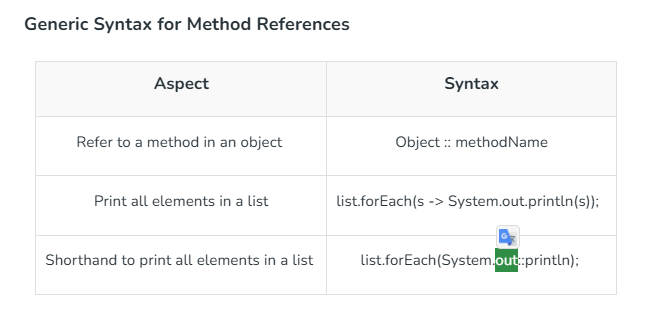 Generic Syntax for Method References
Aspect Syntax
Refer to a method in an object Object :: methodName
Print all elements in a list list.forEach(s -> System.out.println(s));
Shorthand to print all elements in a list list.forEach(System.out::println);